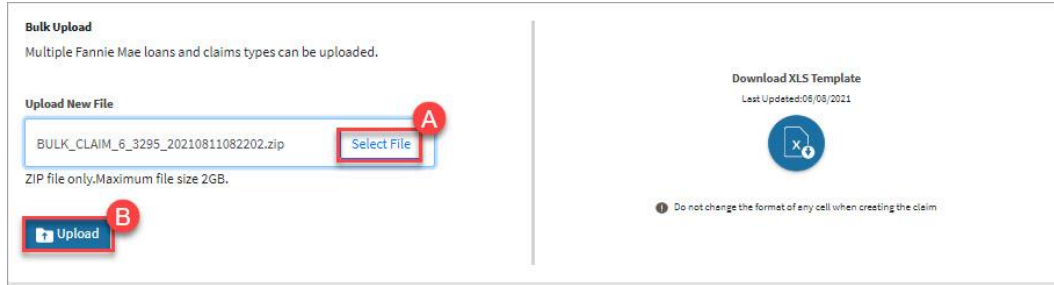 Bulk Upload
Multiple Fannie Mae loans and claims types can be uploaded.
Upload New File
A
BULK_CLAIM_6_3295_20210811082202.zip
Select File
ZIP file only.Maximum file size 2GB.
B
Upload
Download XLS Template
Last Updated:06/08/2021
X
Do not change the format of any cell when creating the claim